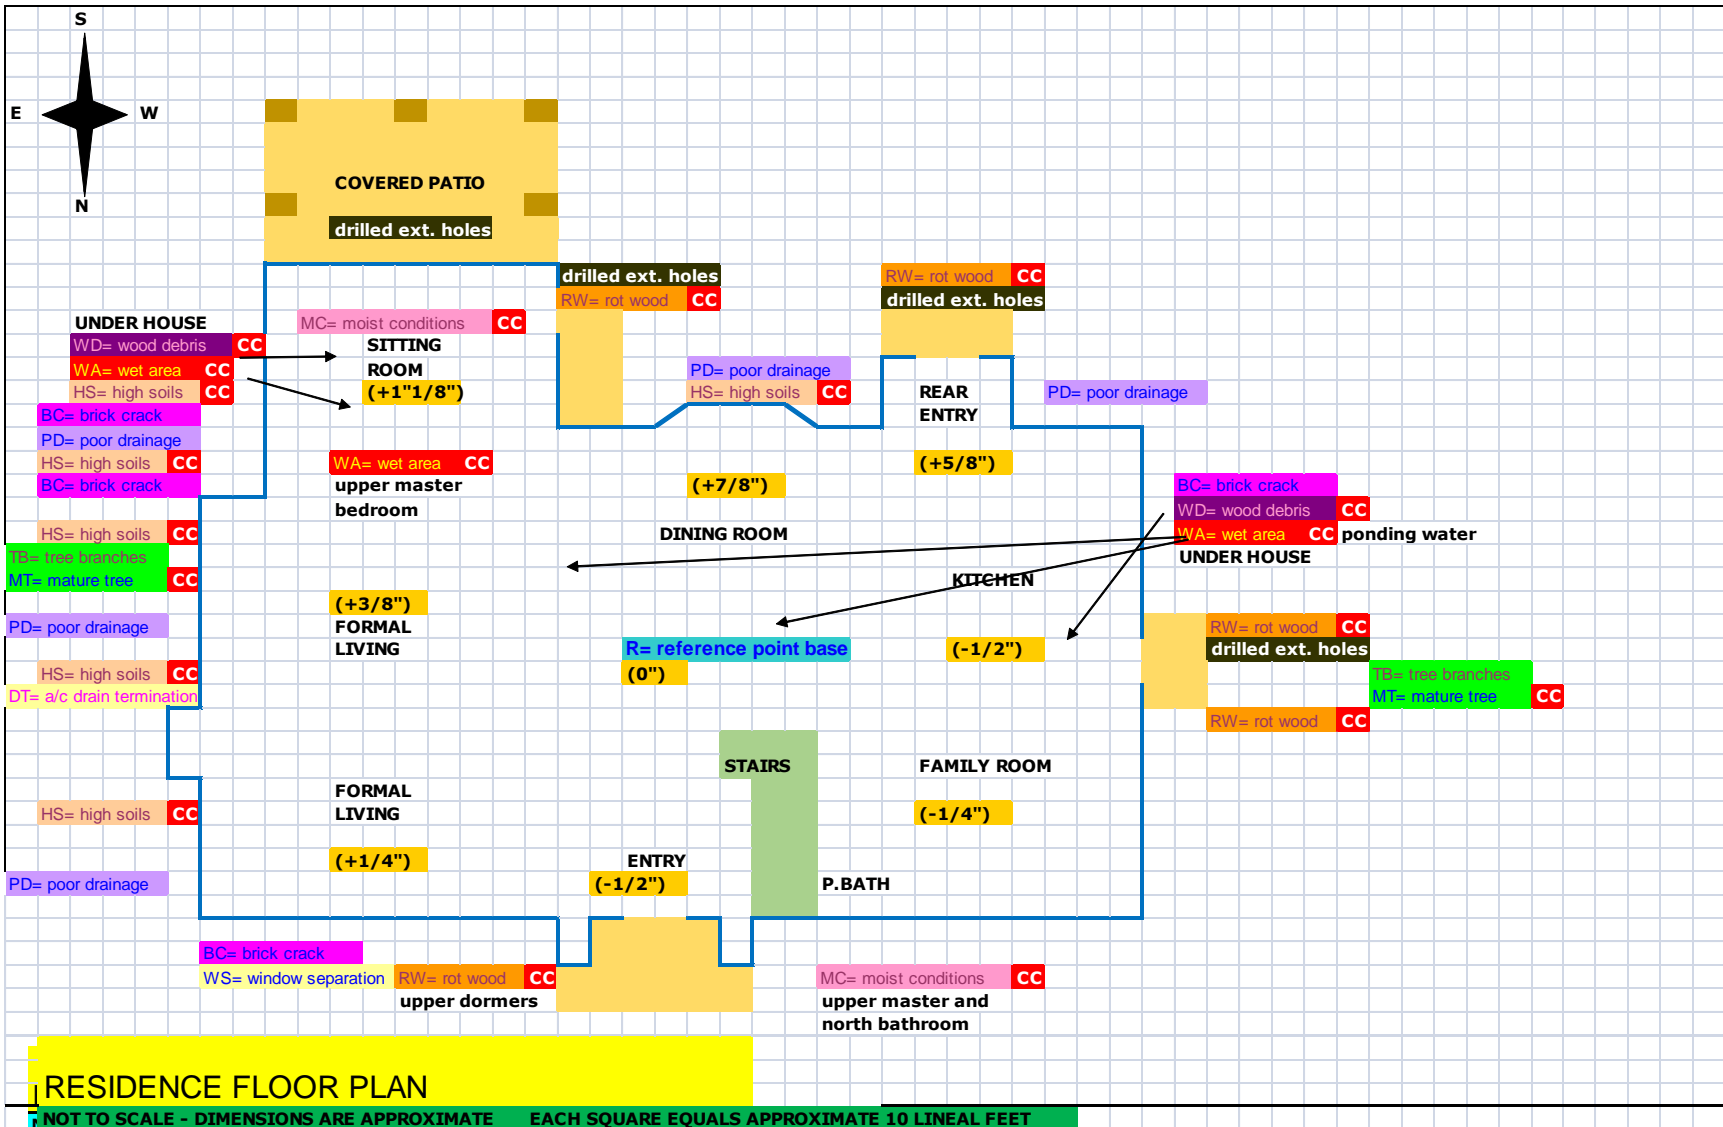 S
E
W
N
COVERED PATIO
drilled ext. holes
drilled ext. holes
RW= rot wood CC
RW= rot wood CC
drilled ext. holes
UNDER HOUSE
WD= wood debris CC
WA= wet area CC
HS= high soils CC
BC= brick crack
PD= poor drainage
HS= high soils CC
BC= brick crack
MC= moist conditions CC
SITTING
ROOM
(+1"1/8")
PD= poor drainage
HS= high soils CC
REAR
ENTRY
PD= poor drainage
WA= wet area CC
upper master
bedroom
(+7/8")
(+5/8")
BC= brick crack
WD= wood debris CC
WA= wet area CC ponding water
UNDER HOUSE
HS= high soils CC
TB= tree branches
MT= mature tree CC
DINING ROOM
KITCHEN
(+3/8")
FORMAL
LIVING
PD= poor drainage
R= reference point base
(0")
(-1/2")
RW= rot wood CC
drilled ext. holes
TB= tree branches
MT= mature tree CC
RW= rot wood CC
HS= high soils CC
DT= a/c drain termination
STAIRS
FAMILY ROOM
FORMAL
LIVING
HS= high soils CC
(-1/4")
(+1/4")
ENTRY
(-1/2")
P.BATH
PD= poor drainage
BC= brick crack
WS= window separation RW= rot wood CC
upper dormers
MC= moist conditions CC
upper master and
north bathroom
RESIDENCE FLOOR PLAN
NOT TO SCALE - DIMENSIONS ARE APPROXIMATE EACH SQUARE EQUALS APPROXIMATE 10 LINEAL FEET